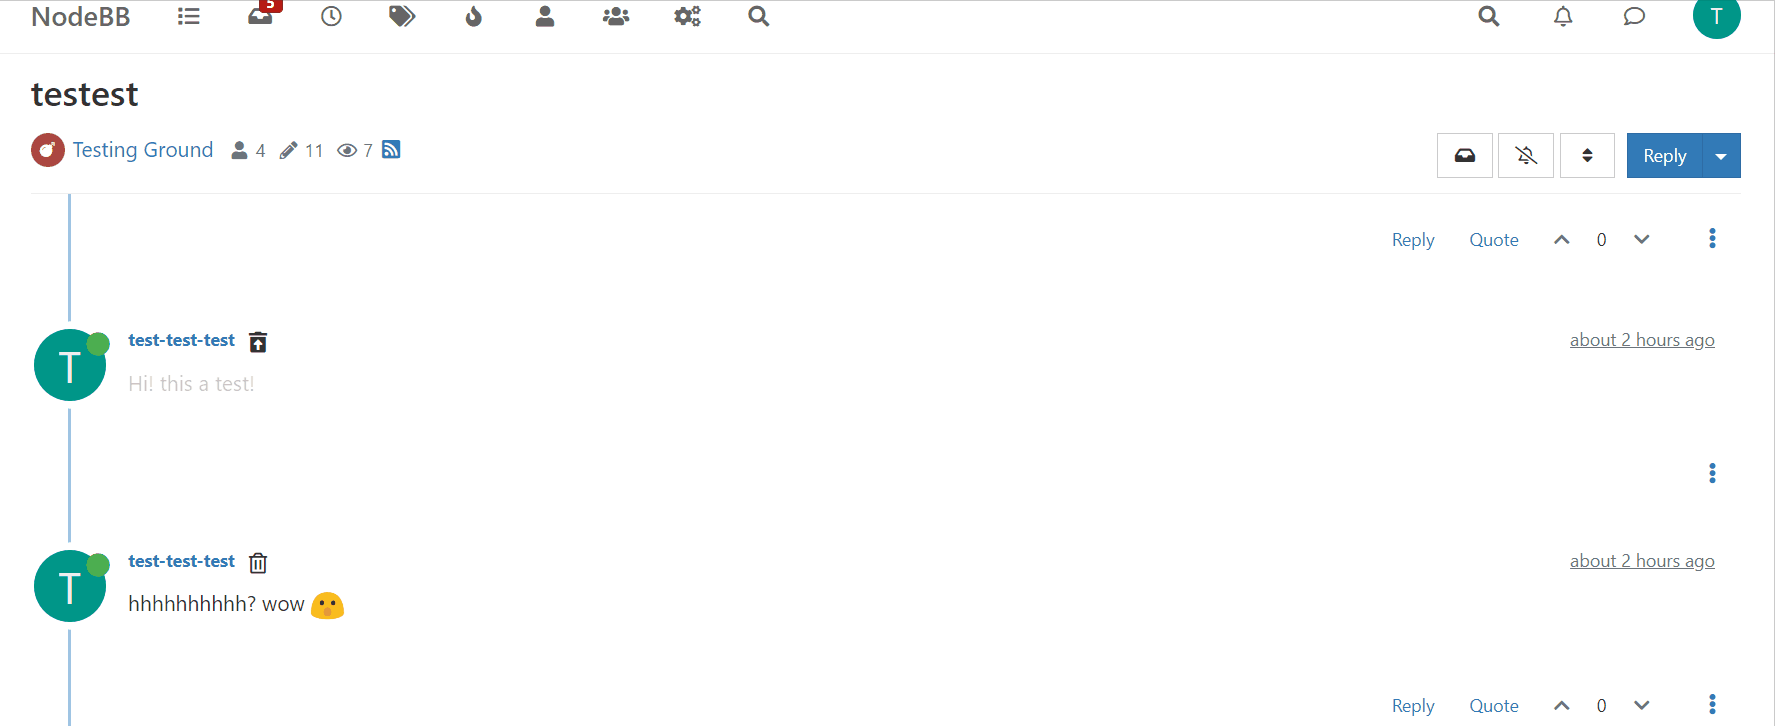 NodeBB 5 T
testest
Testing Ground 4 11 7
Reply
Reply Quote 0
T test-test-test about 2 hours ago
Hi! this a test!
T test-test-test about 2 hours ago
hhhhhhhhhh? wow
Reply Quote 0